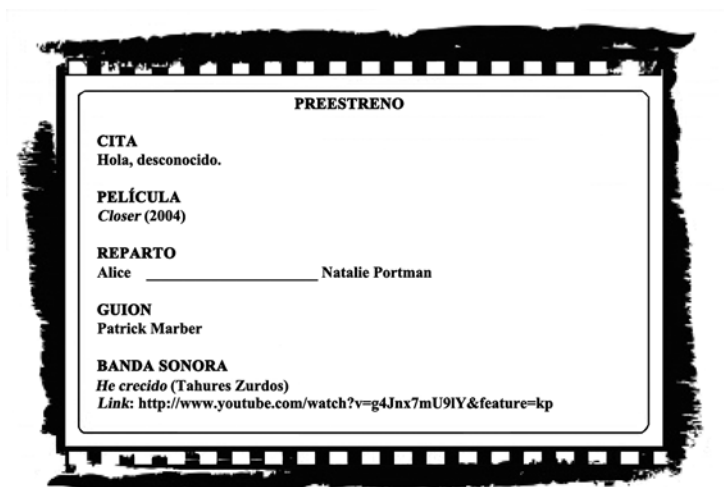 PREESTRENO
CITA
Hola, desconocido.
PELÍCULA
Closer (2004)
REPARTO
Alice ______________________ Natalie Portman
GUION
Patrick Marber
BANDA SONORA
He crecido (Tahures Zurdos)
Link: http://www.youtube.com/watch?v=g4Jnx7mU9lY&feature=kp